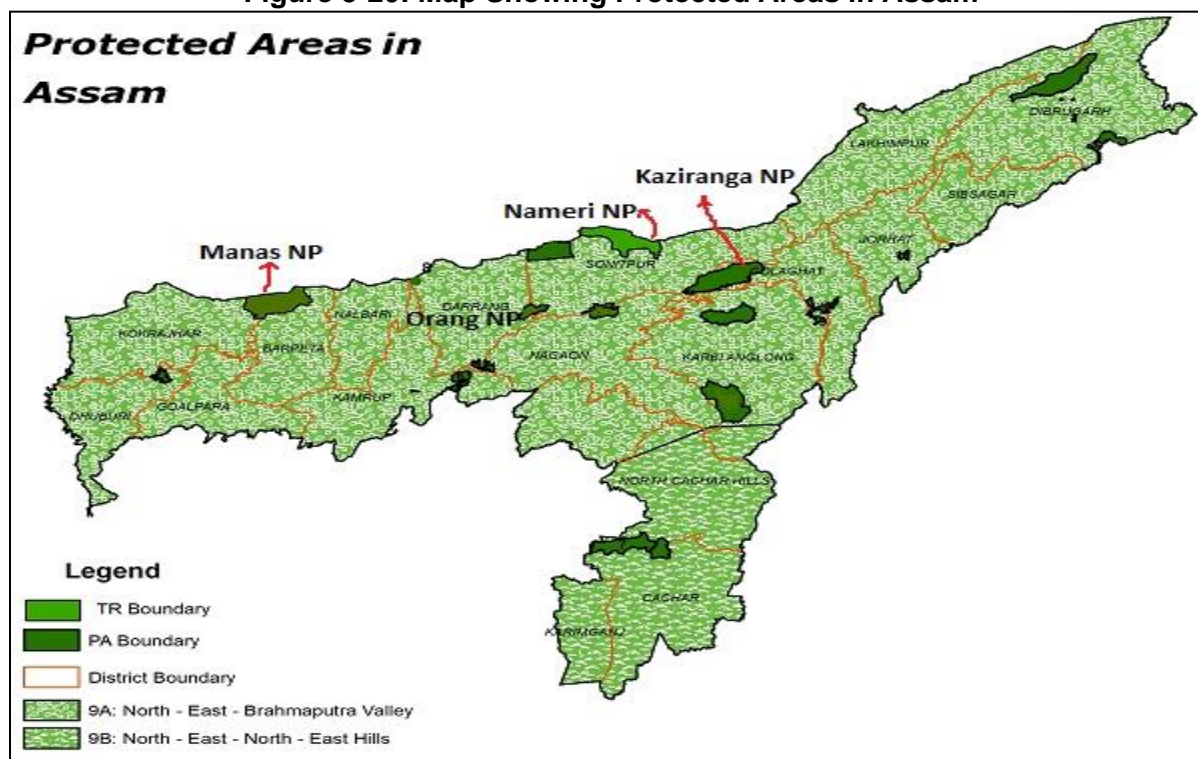 Figure 3-20: Map Showing Protected Areas in Assam
Protected Areas in
Assam
Kaziranga NP
Nameri NP
Manas NP
Orang NP
DIBRUGARH
LAKHIMPUR
SIBSAGAR
JORHAT
SONITPUR
GOLAGHAT
DARRANG
NALBARI
KOKRAJHAR
BARPETA
NAGAON
KARBI ANGLONG
KAMRUP
GOALPARA
DHUBURI
NORTH CACHAR HILLS
CACHAR
KARIMGANJ
Legend
TR Boundary
PA Boundary
District Boundary
9A: North - East - Brahmaputra Valley
9B: North - East - North - East Hills